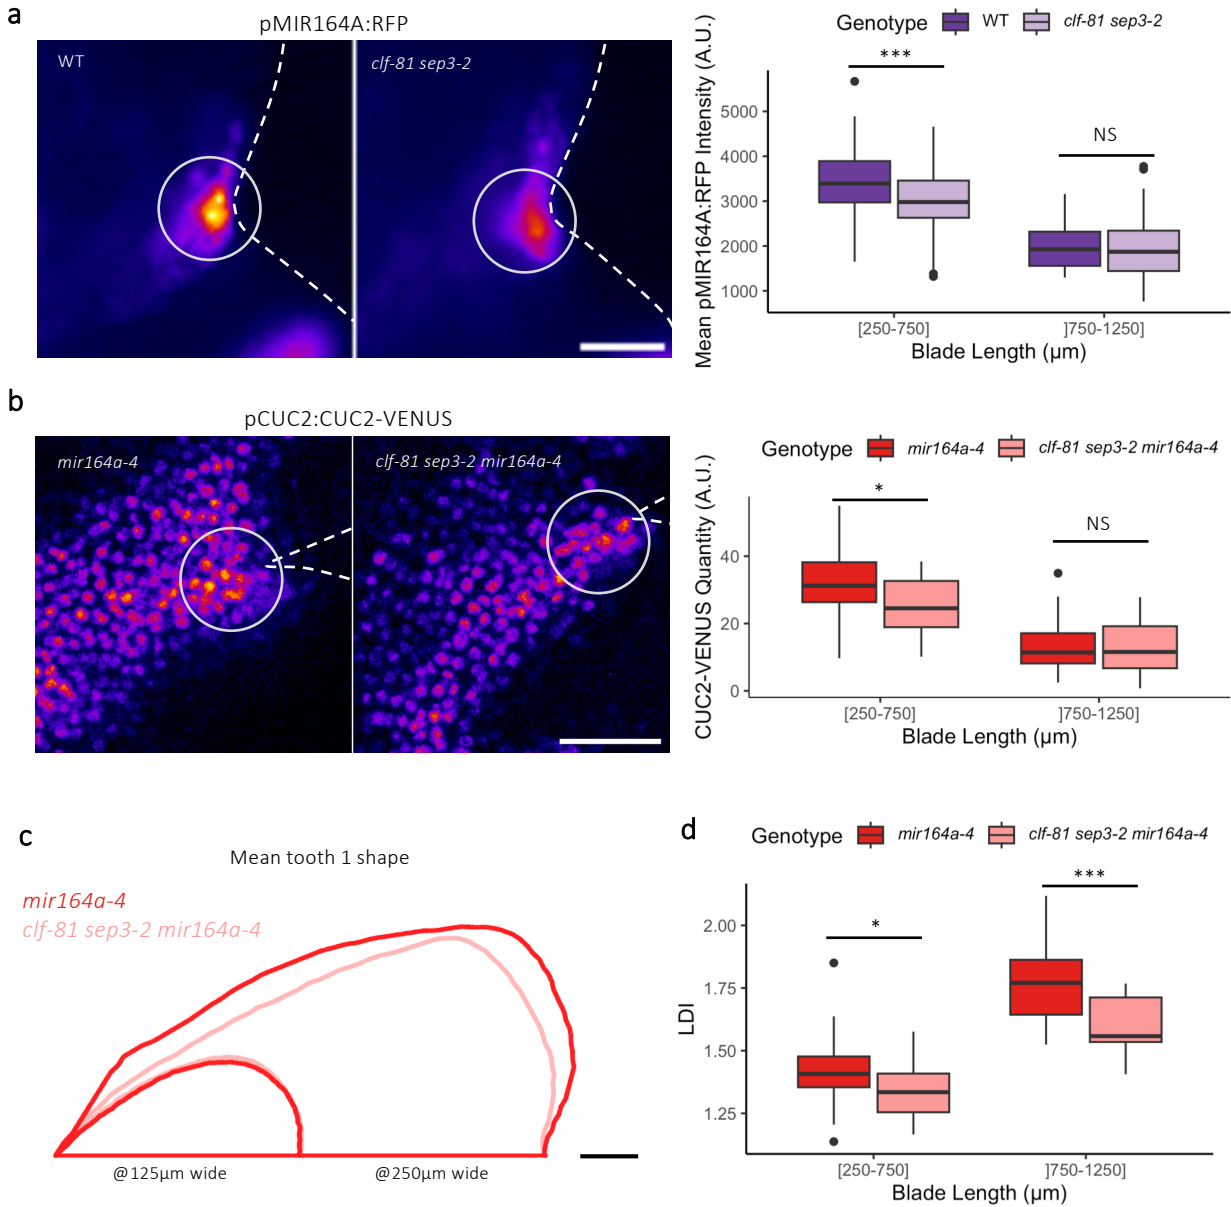 a
pMIR164A:RFP
WT
clf-81 sep3-2
Genotype WT clf-81 sep3-2
Mean pMIR164A:RFP Intensity (A.U.)
***
NS
5000
4000
3000
2000
1000
[250-750]
]750-1250]
Blade Length (µm)
b
pCUC2:CUC2-VENUS
mir164a-4
clf-81 sep3-2 mir164a-4
Genotype mir164a-4 clf-81 sep3-2 mir164a-4
CUC2-VENUS Quantity (A.U.)
*
NS
40
20
0
[250-750]
]750-1250]
Blade Length (µm)
c
Mean tooth 1 shape
mir164a-4
clf-81 sep3-2 mir164a-4
@125µm wide
@250µm wide
d
Genotype mir164a-4 clf-81 sep3-2 mir164a-4
LDI
*
***
2.00
1.75
1.50
1.25
[250-750]
]750-1250]
Blade Length (µm)